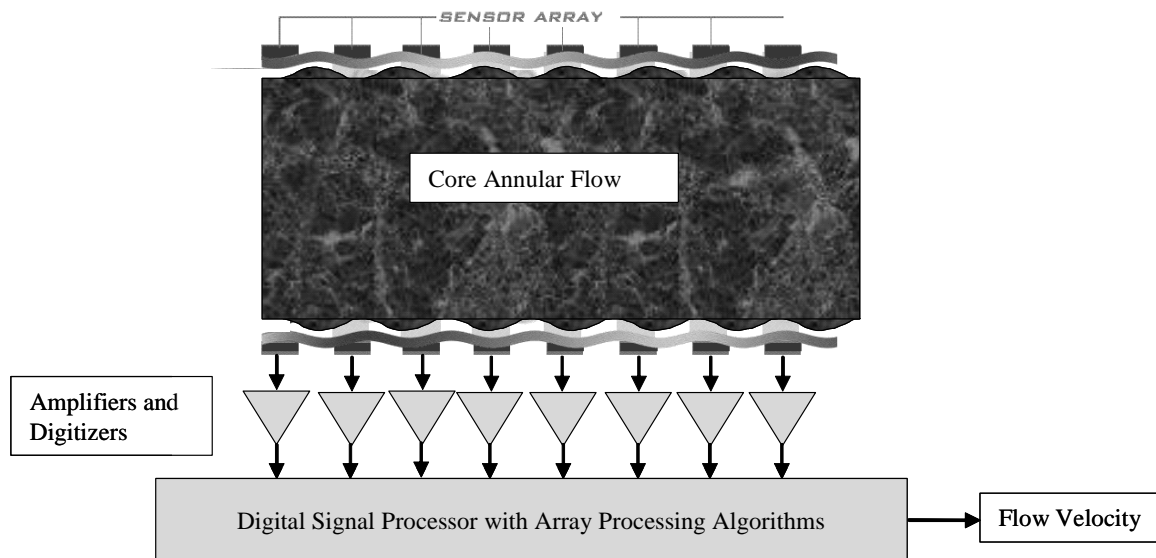 SENSOR ARRAY
Core Annular Flow
Amplifiers and
Digitizers
Digital Signal Processor with Array Processing Algorithms
Flow Velocity